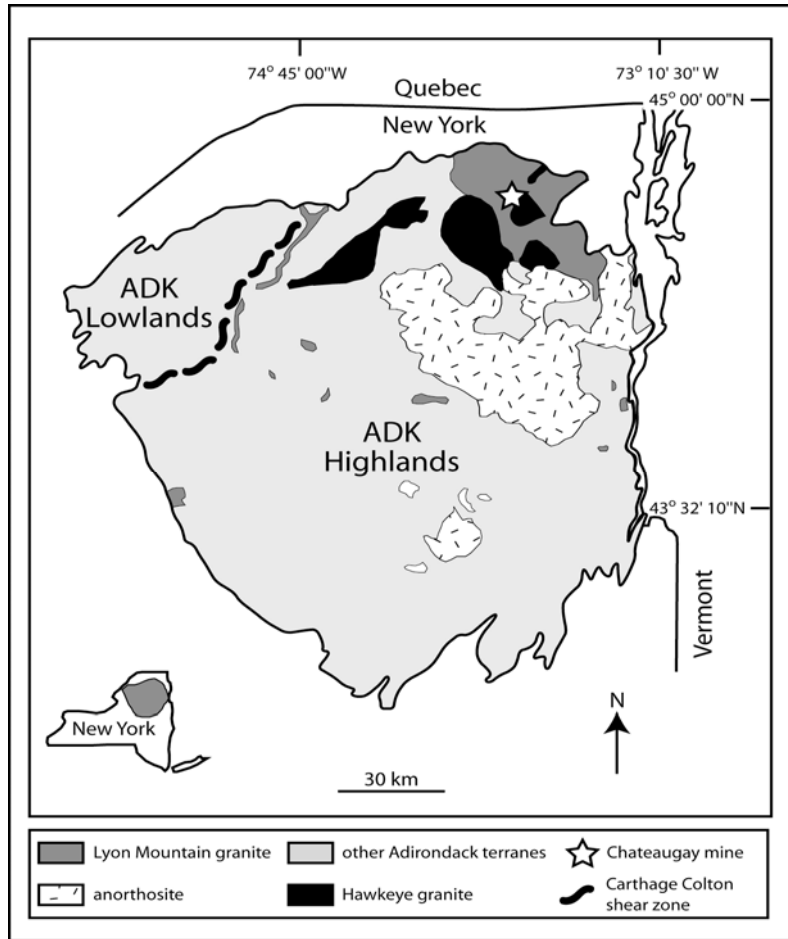 74° 45' 00"W
73° 10' 30" W
Quebec
45° 00' 00"N
New York
ADK
Lowlands
ADK
Highlands
43° 32' 10"N
Vermont
New York
N
30 km
Lyon Mountain granite
other Adirondack terranes
Chateaugay mine
anorthosite
Hawkeye granite
Carthage Colton
shear zone